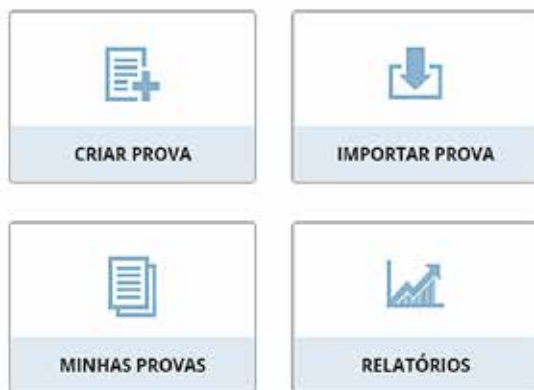 CRIAR PROVA
IMPORTAR PROVA
MINHAS PROVAS
RELATÓRIOS